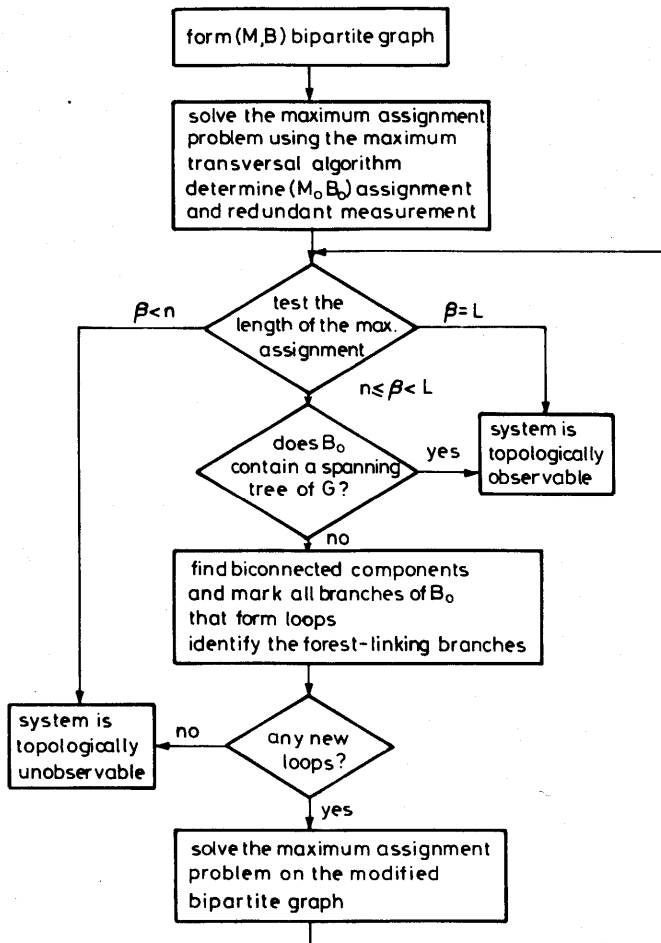 form (M,B) bipartite graph
solve the maximum assignment
problem using the maximum
transversal algorithm
determine (M₀B₀) assignment
and redundant measurement
test the
length of the max.
assignment
β<n
β=L
n≤β<L
does B₀
contain a spanning
tree of G?
yes
system is
topologically
observable
no
find biconnected components
and mark all branches of B₀
that form loops
identify the forest-linking branches
system is
topologically
unobservable
no
any new
loops?
yes
solve the maximum assignment
problem on the modified
bipartite graph